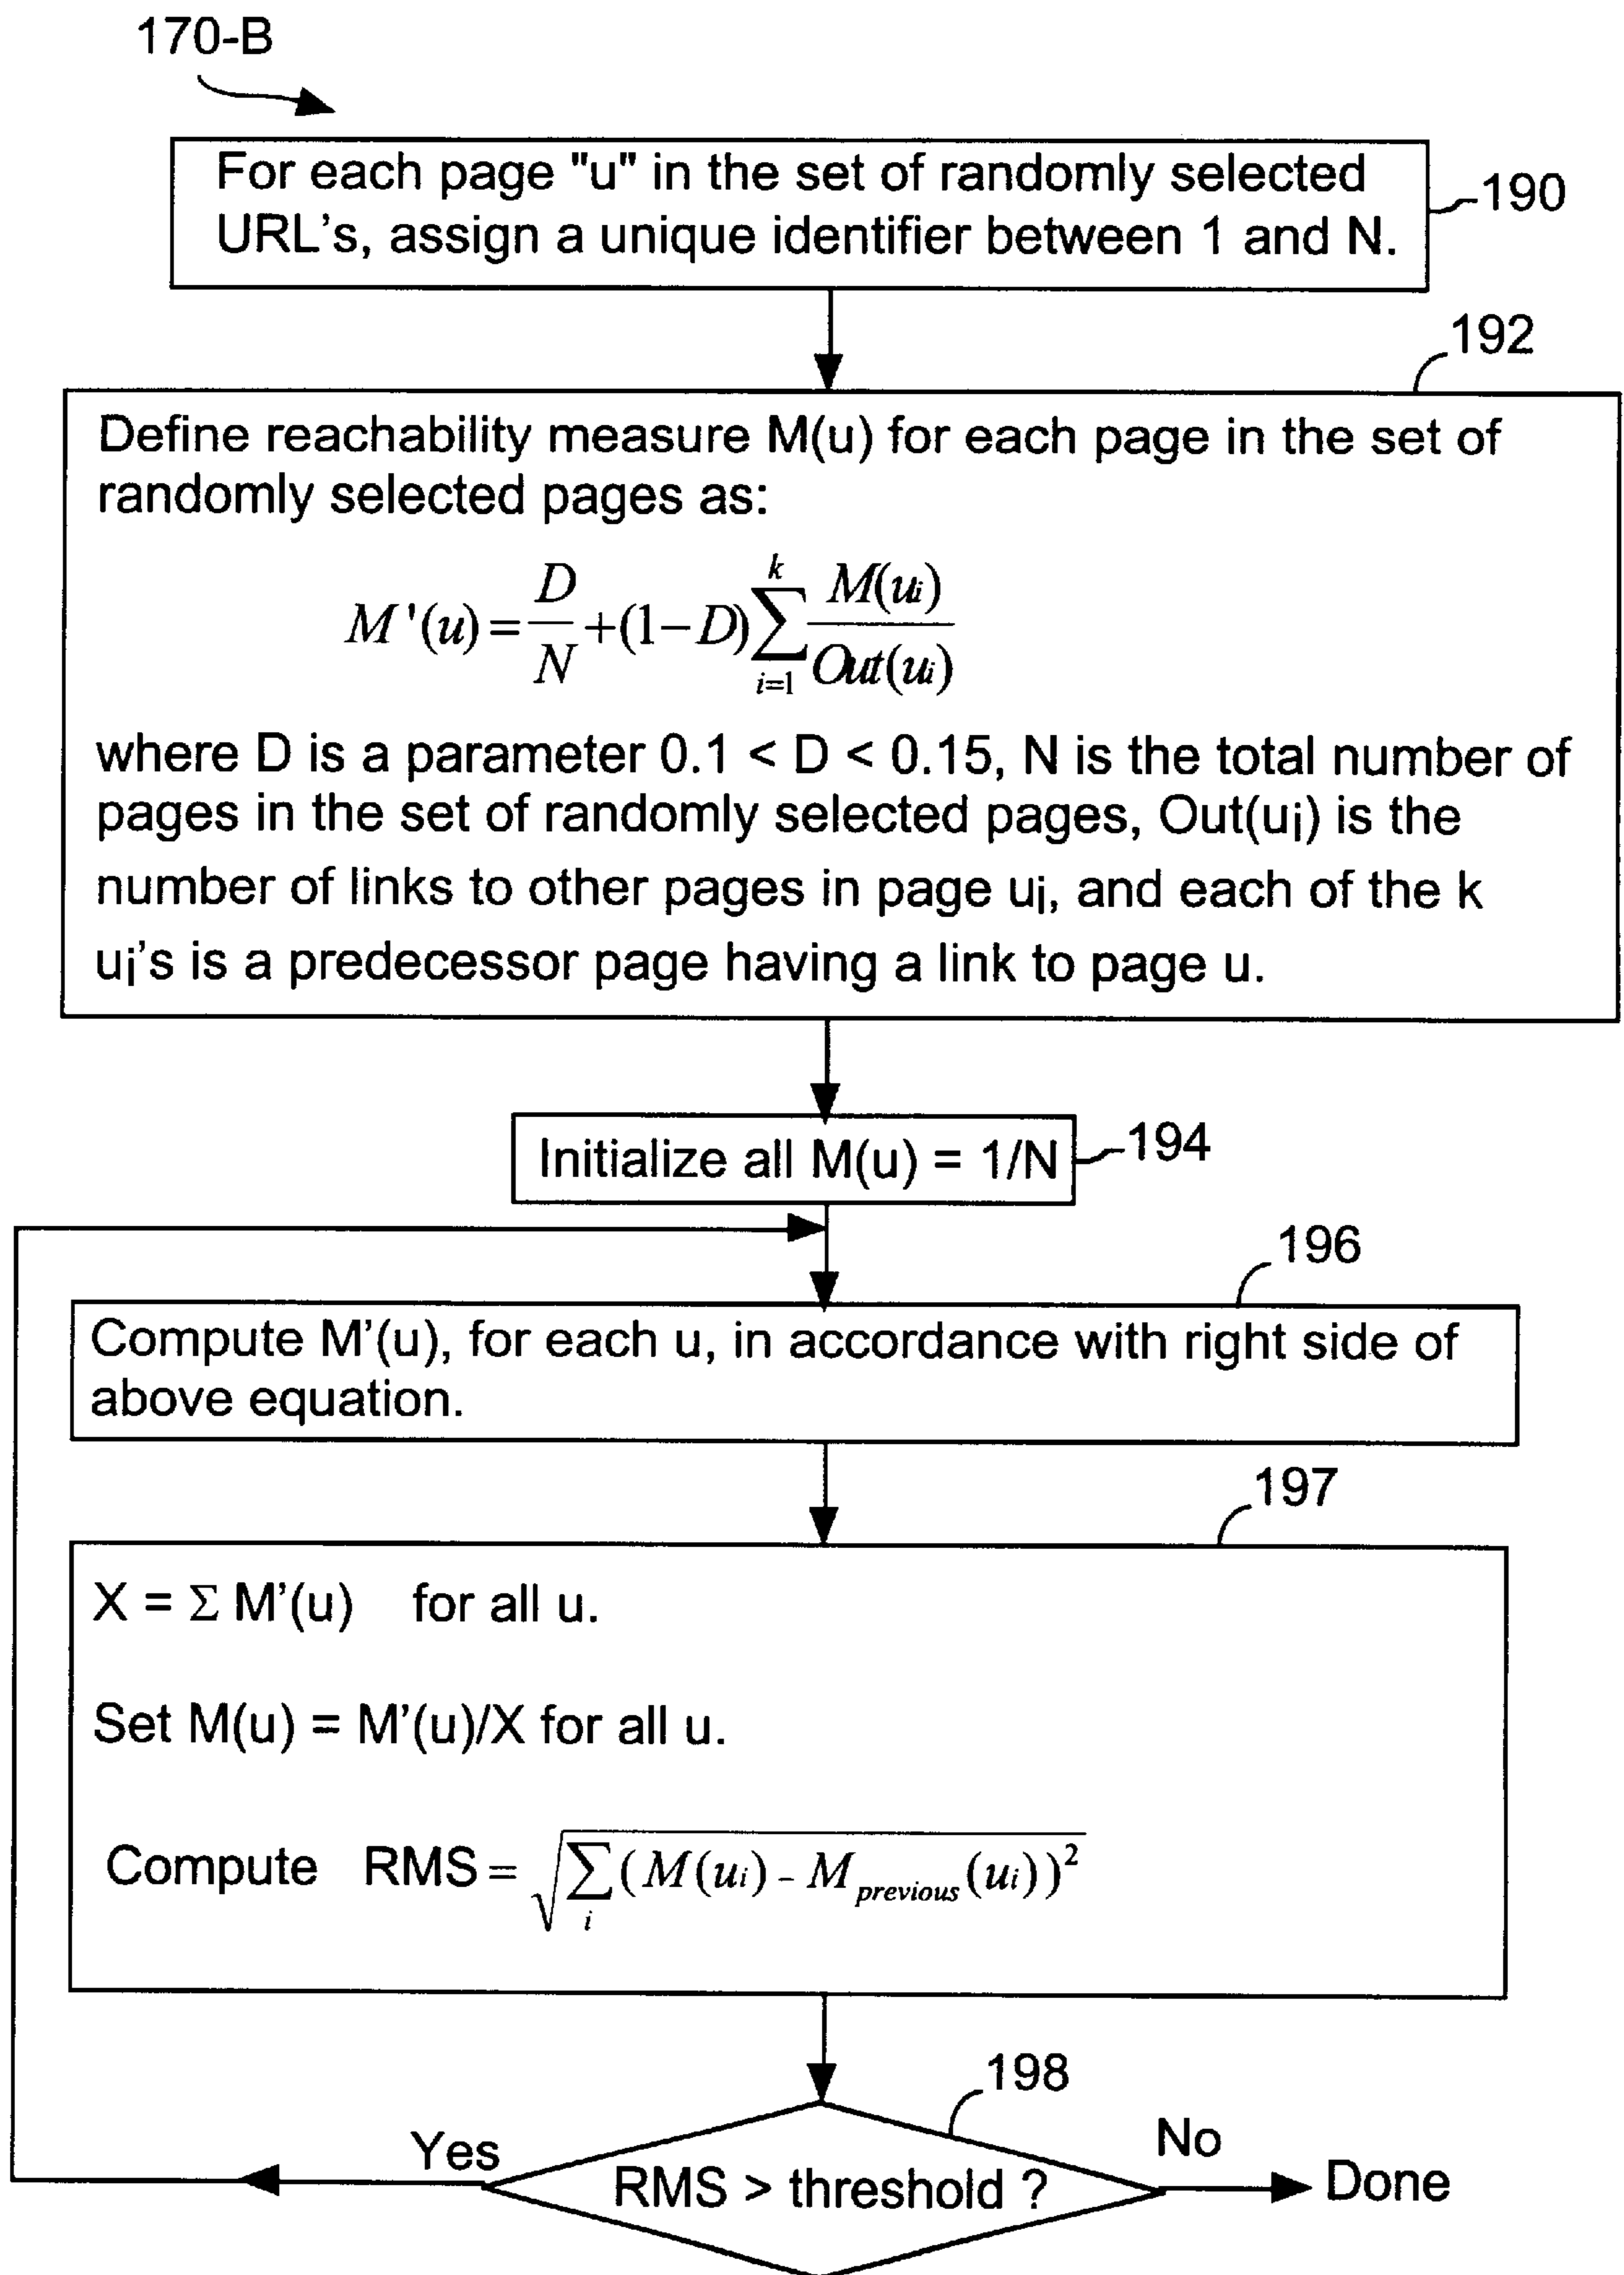 170-B
For each page "u" in the set of randomly selected
URL's, assign a unique identifier between 1 and N.
190
192
Define reachability measure M(u) for each page in the set of
randomly selected pages as:
M'(u) = D/N + (1−D) ∑_{i=1}^{k} M(u_i)/Out(u_i)
where D is a parameter 0.1 < D < 0.15, N is the total number of
pages in the set of randomly selected pages, Out(u_i) is the
number of links to other pages in page u_i, and each of the k
u_i's is a predecessor page having a link to page u.
Initialize all M(u) = 1/N
194
196
Compute M'(u), for each u, in accordance with right side of
above equation.
197
X = Σ M'(u) for all u.
Set M(u) = M'(u)/X for all u.
Compute RMS = √(∑_i (M(u_i) - M_previous(u_i))²)
198
Yes
No
RMS > threshold ?
Done